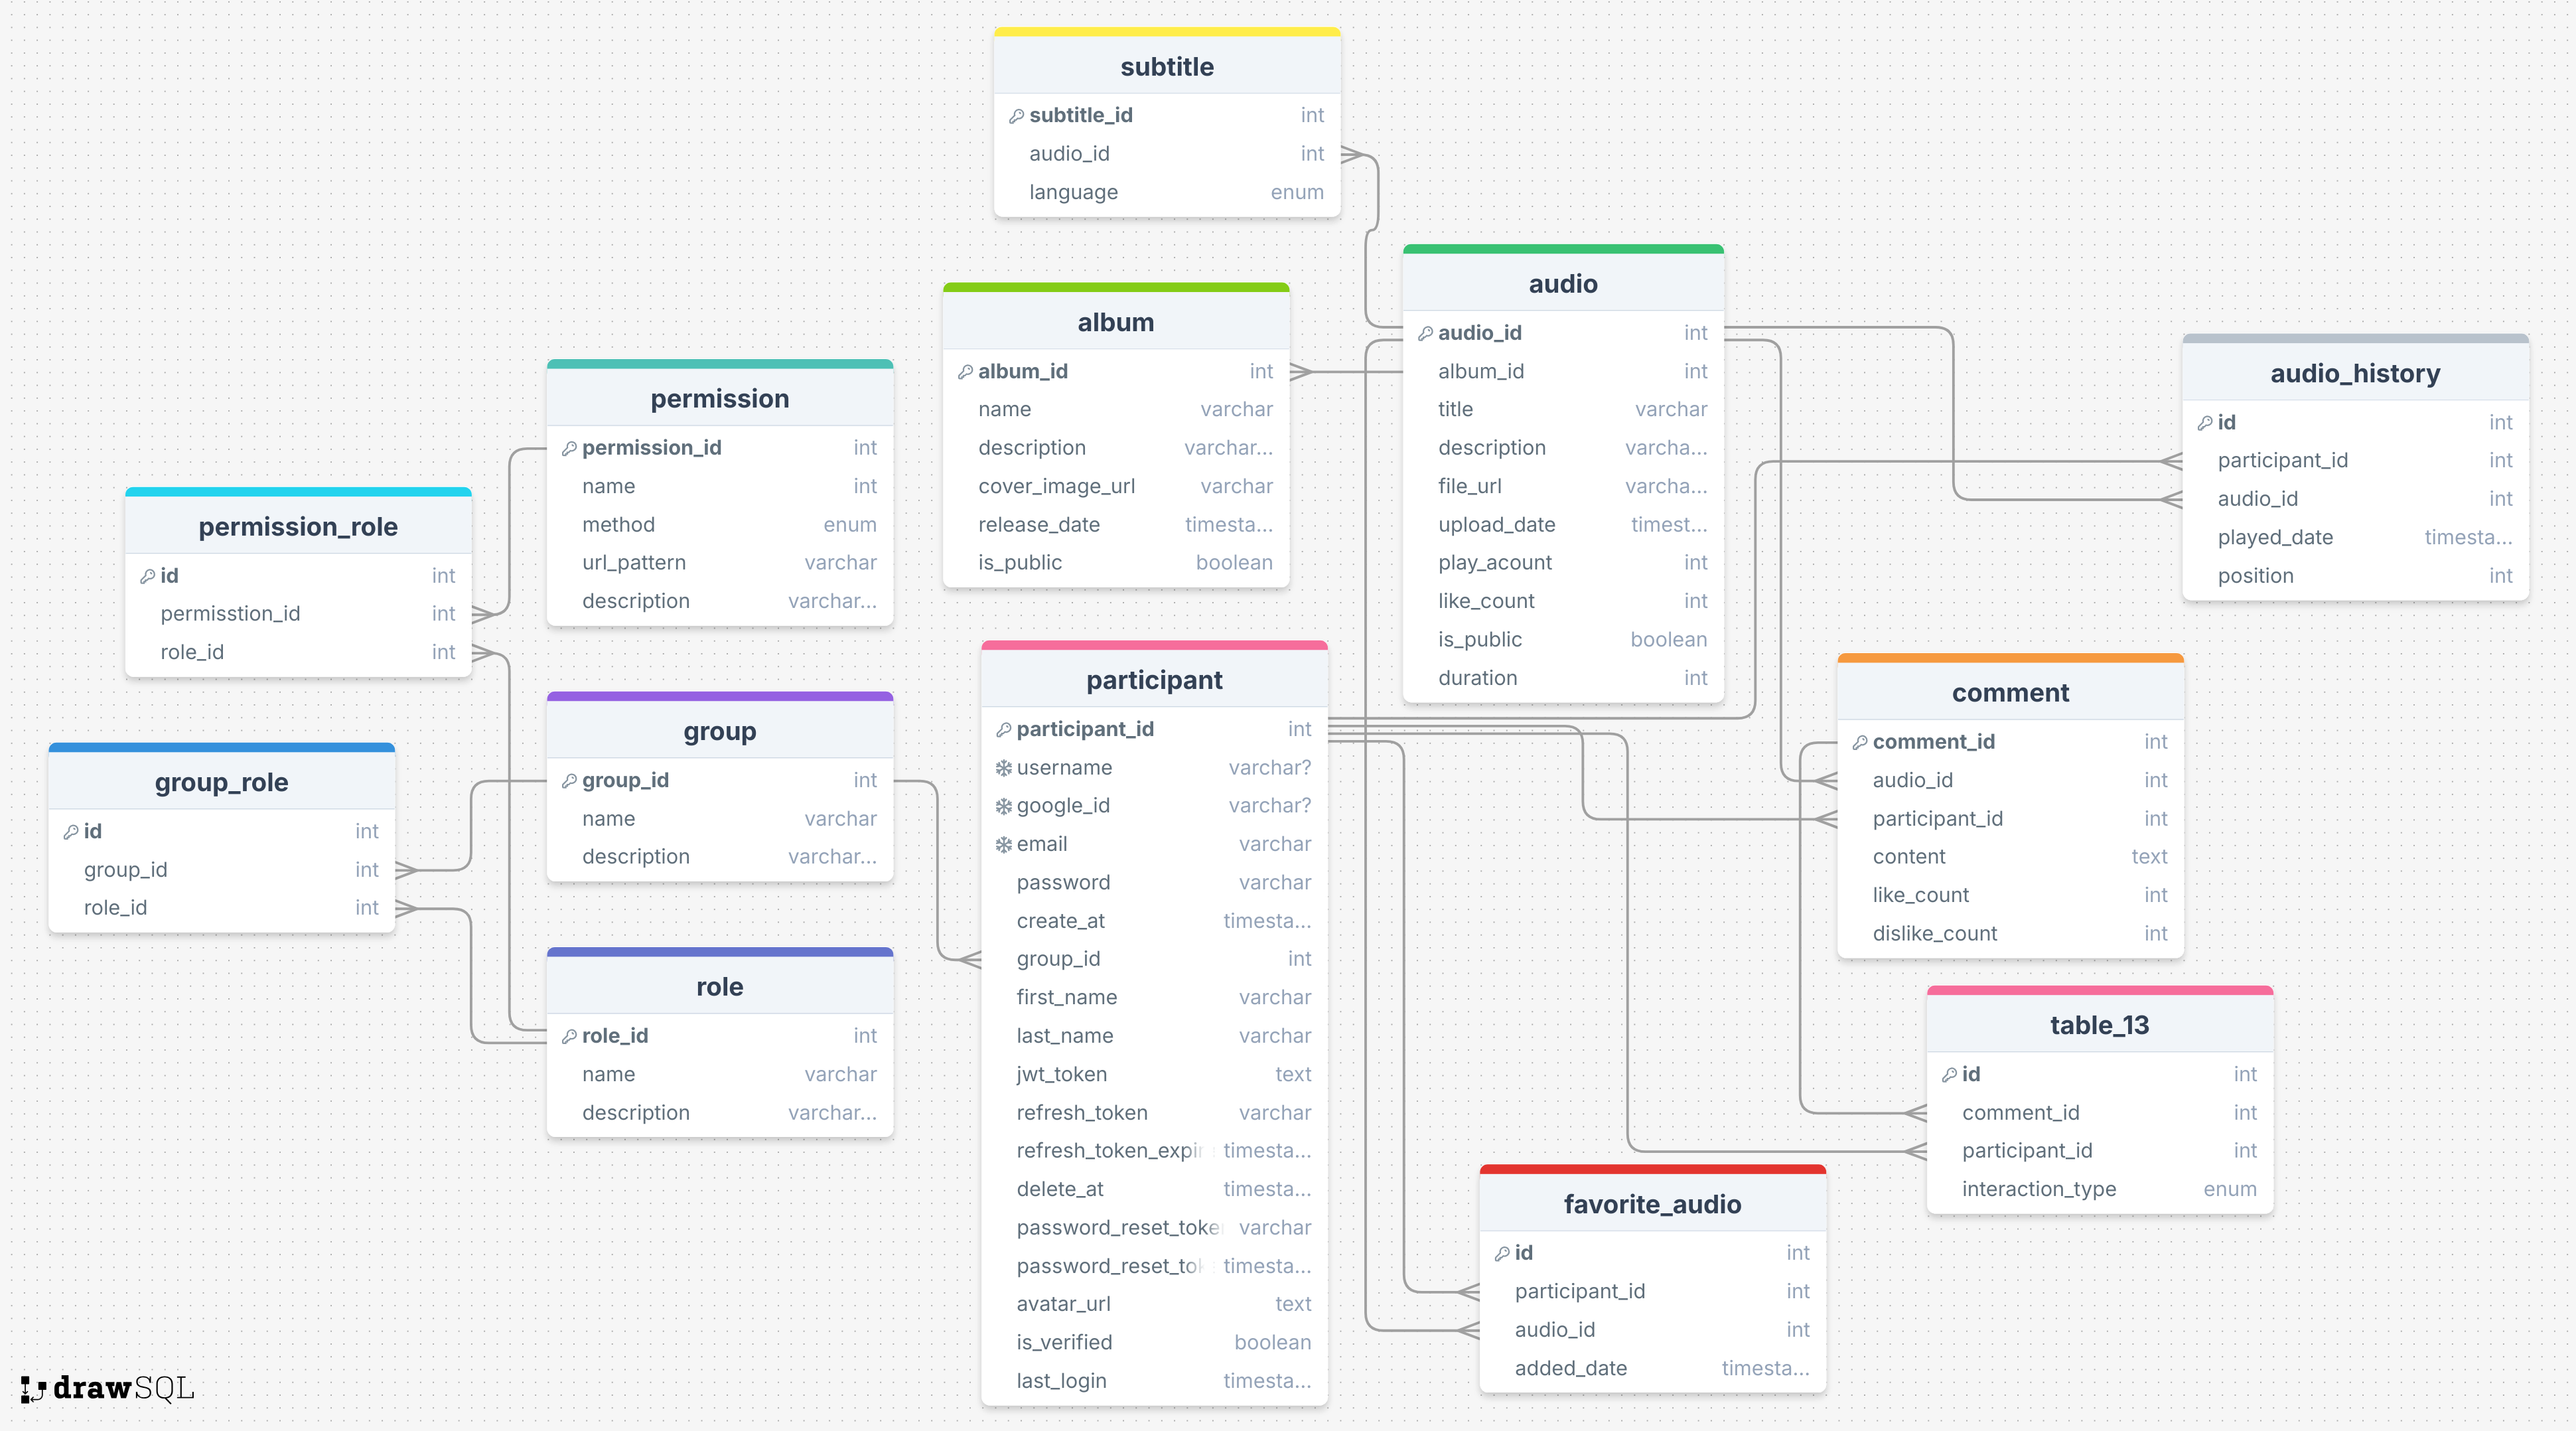 subtitle
subtitle_id int
audio_id int
language enum
album
album_id int
name varchar
description varchar...
cover_image_url varchar
release_date timesta...
is_public boolean
audio
audio_id int
album_id int
title varchar
description varcha...
file_url varcha...
upload_date timest...
play_acount int
like_count int
is_public boolean
duration int
audio_history
id int
participant_id int
audio_id int
played_date timesta...
position int
permission
permission_id int
name int
method enum
url_pattern varchar
description varchar...
permission_role
id int
permisstion_id int
role_id int
group
group_id int
name varchar
description varchar...
group_role
id int
group_id int
role_id int
role
role_id int
name varchar
description varchar...
participant
participant_id int
username varchar?
google_id varchar?
email varchar
password varchar
create_at timesta...
group_id int
first_name varchar
last_name varchar
jwt_token text
refresh_token varchar
refresh_token_expir timesta...
delete_at timesta...
password_reset_toke varchar
password_reset_tok timesta...
avatar_url text
is_verified boolean
last_login timesta...
comment
comment_id int
audio_id int
participant_id int
content text
like_count int
dislike_count int
table_13
id int
comment_id int
participant_id int
interaction_type enum
favorite_audio
id int
participant_id int
audio_id int
added_date timesta...
drawSQL